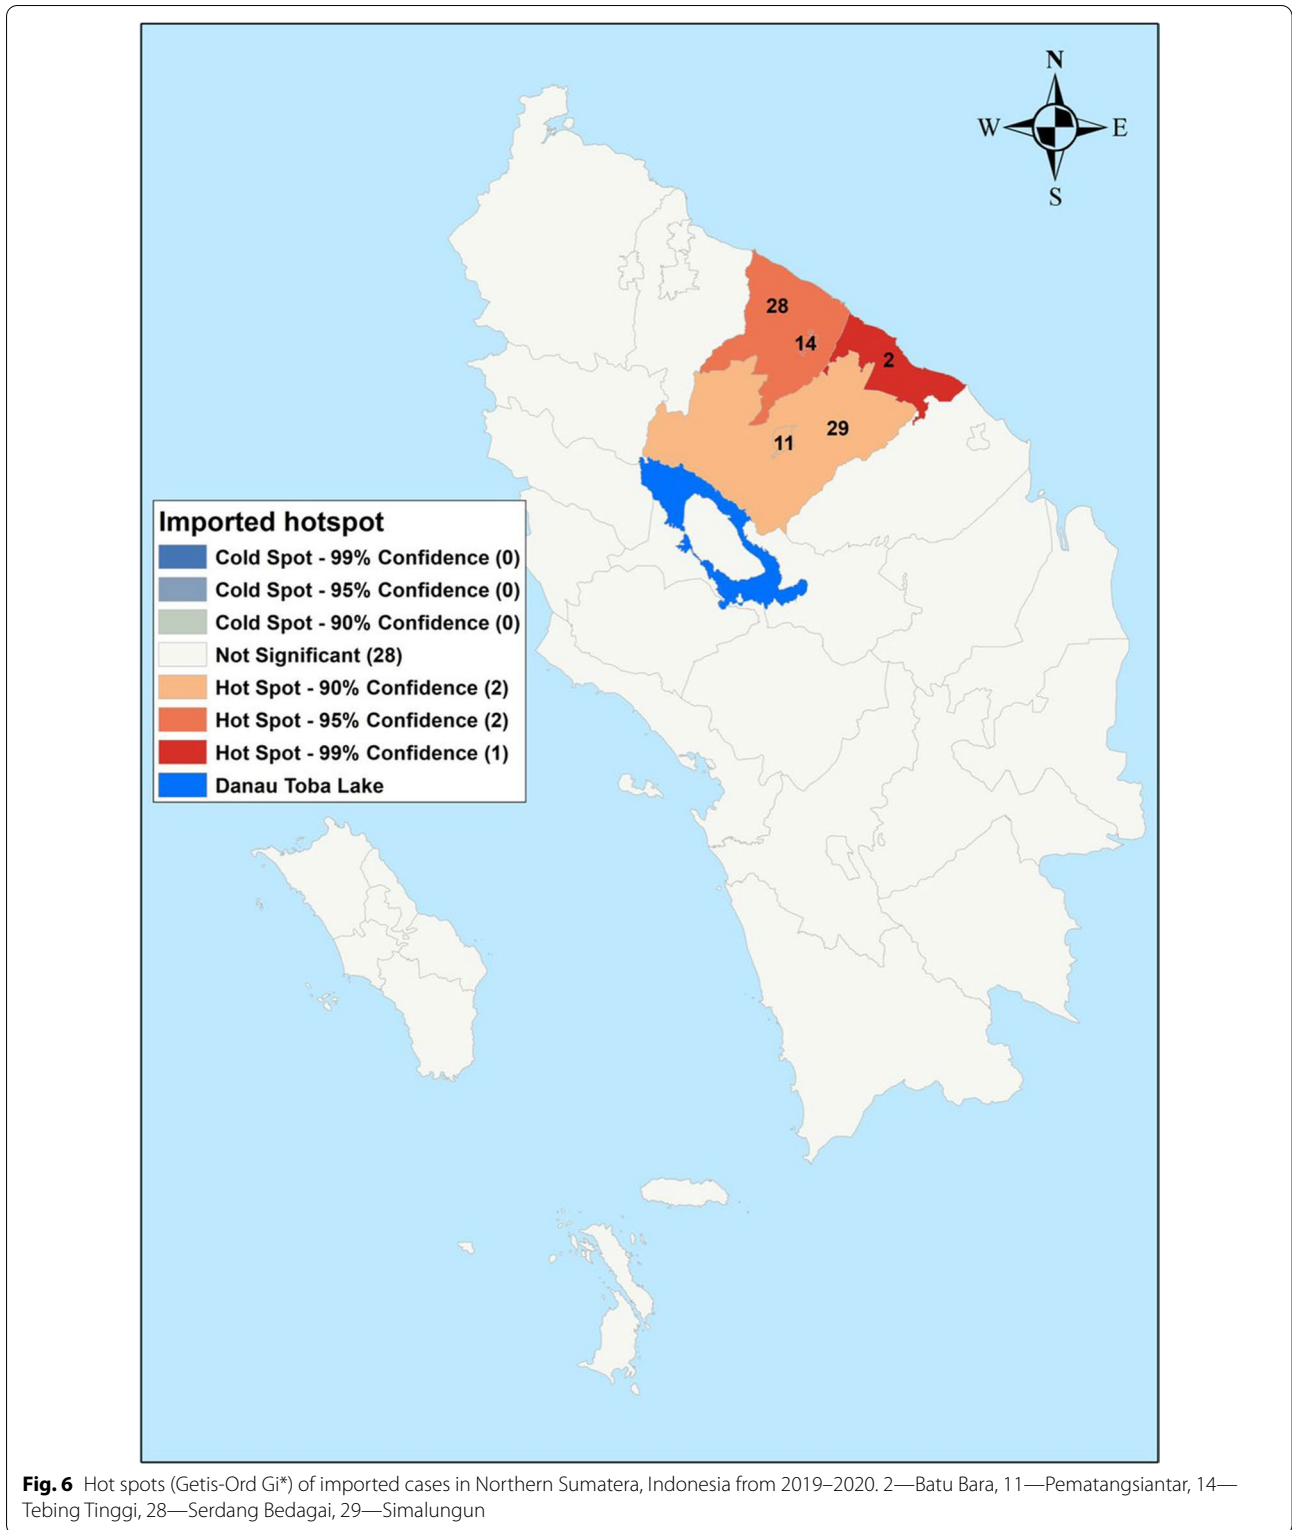 N
W E
S
28
14
2
29
11
Imported hotspot
Cold Spot - 99% Confidence (0)
Cold Spot - 95% Confidence (0)
Cold Spot - 90% Confidence (0)
Not Significant (28)
Hot Spot - 90% Confidence (2)
Hot Spot - 95% Confidence (2)
Hot Spot - 99% Confidence (1)
Danau Toba Lake
Fig. 6 Hot spots (Getis-Ord Gi*) of imported cases in Northern Sumatera, Indonesia from 2019–2020. 2—Batu Bara, 11—Pematangsiantar, 14—
Tebing Tinggi, 28—Serdang Bedagai, 29—Simalungun